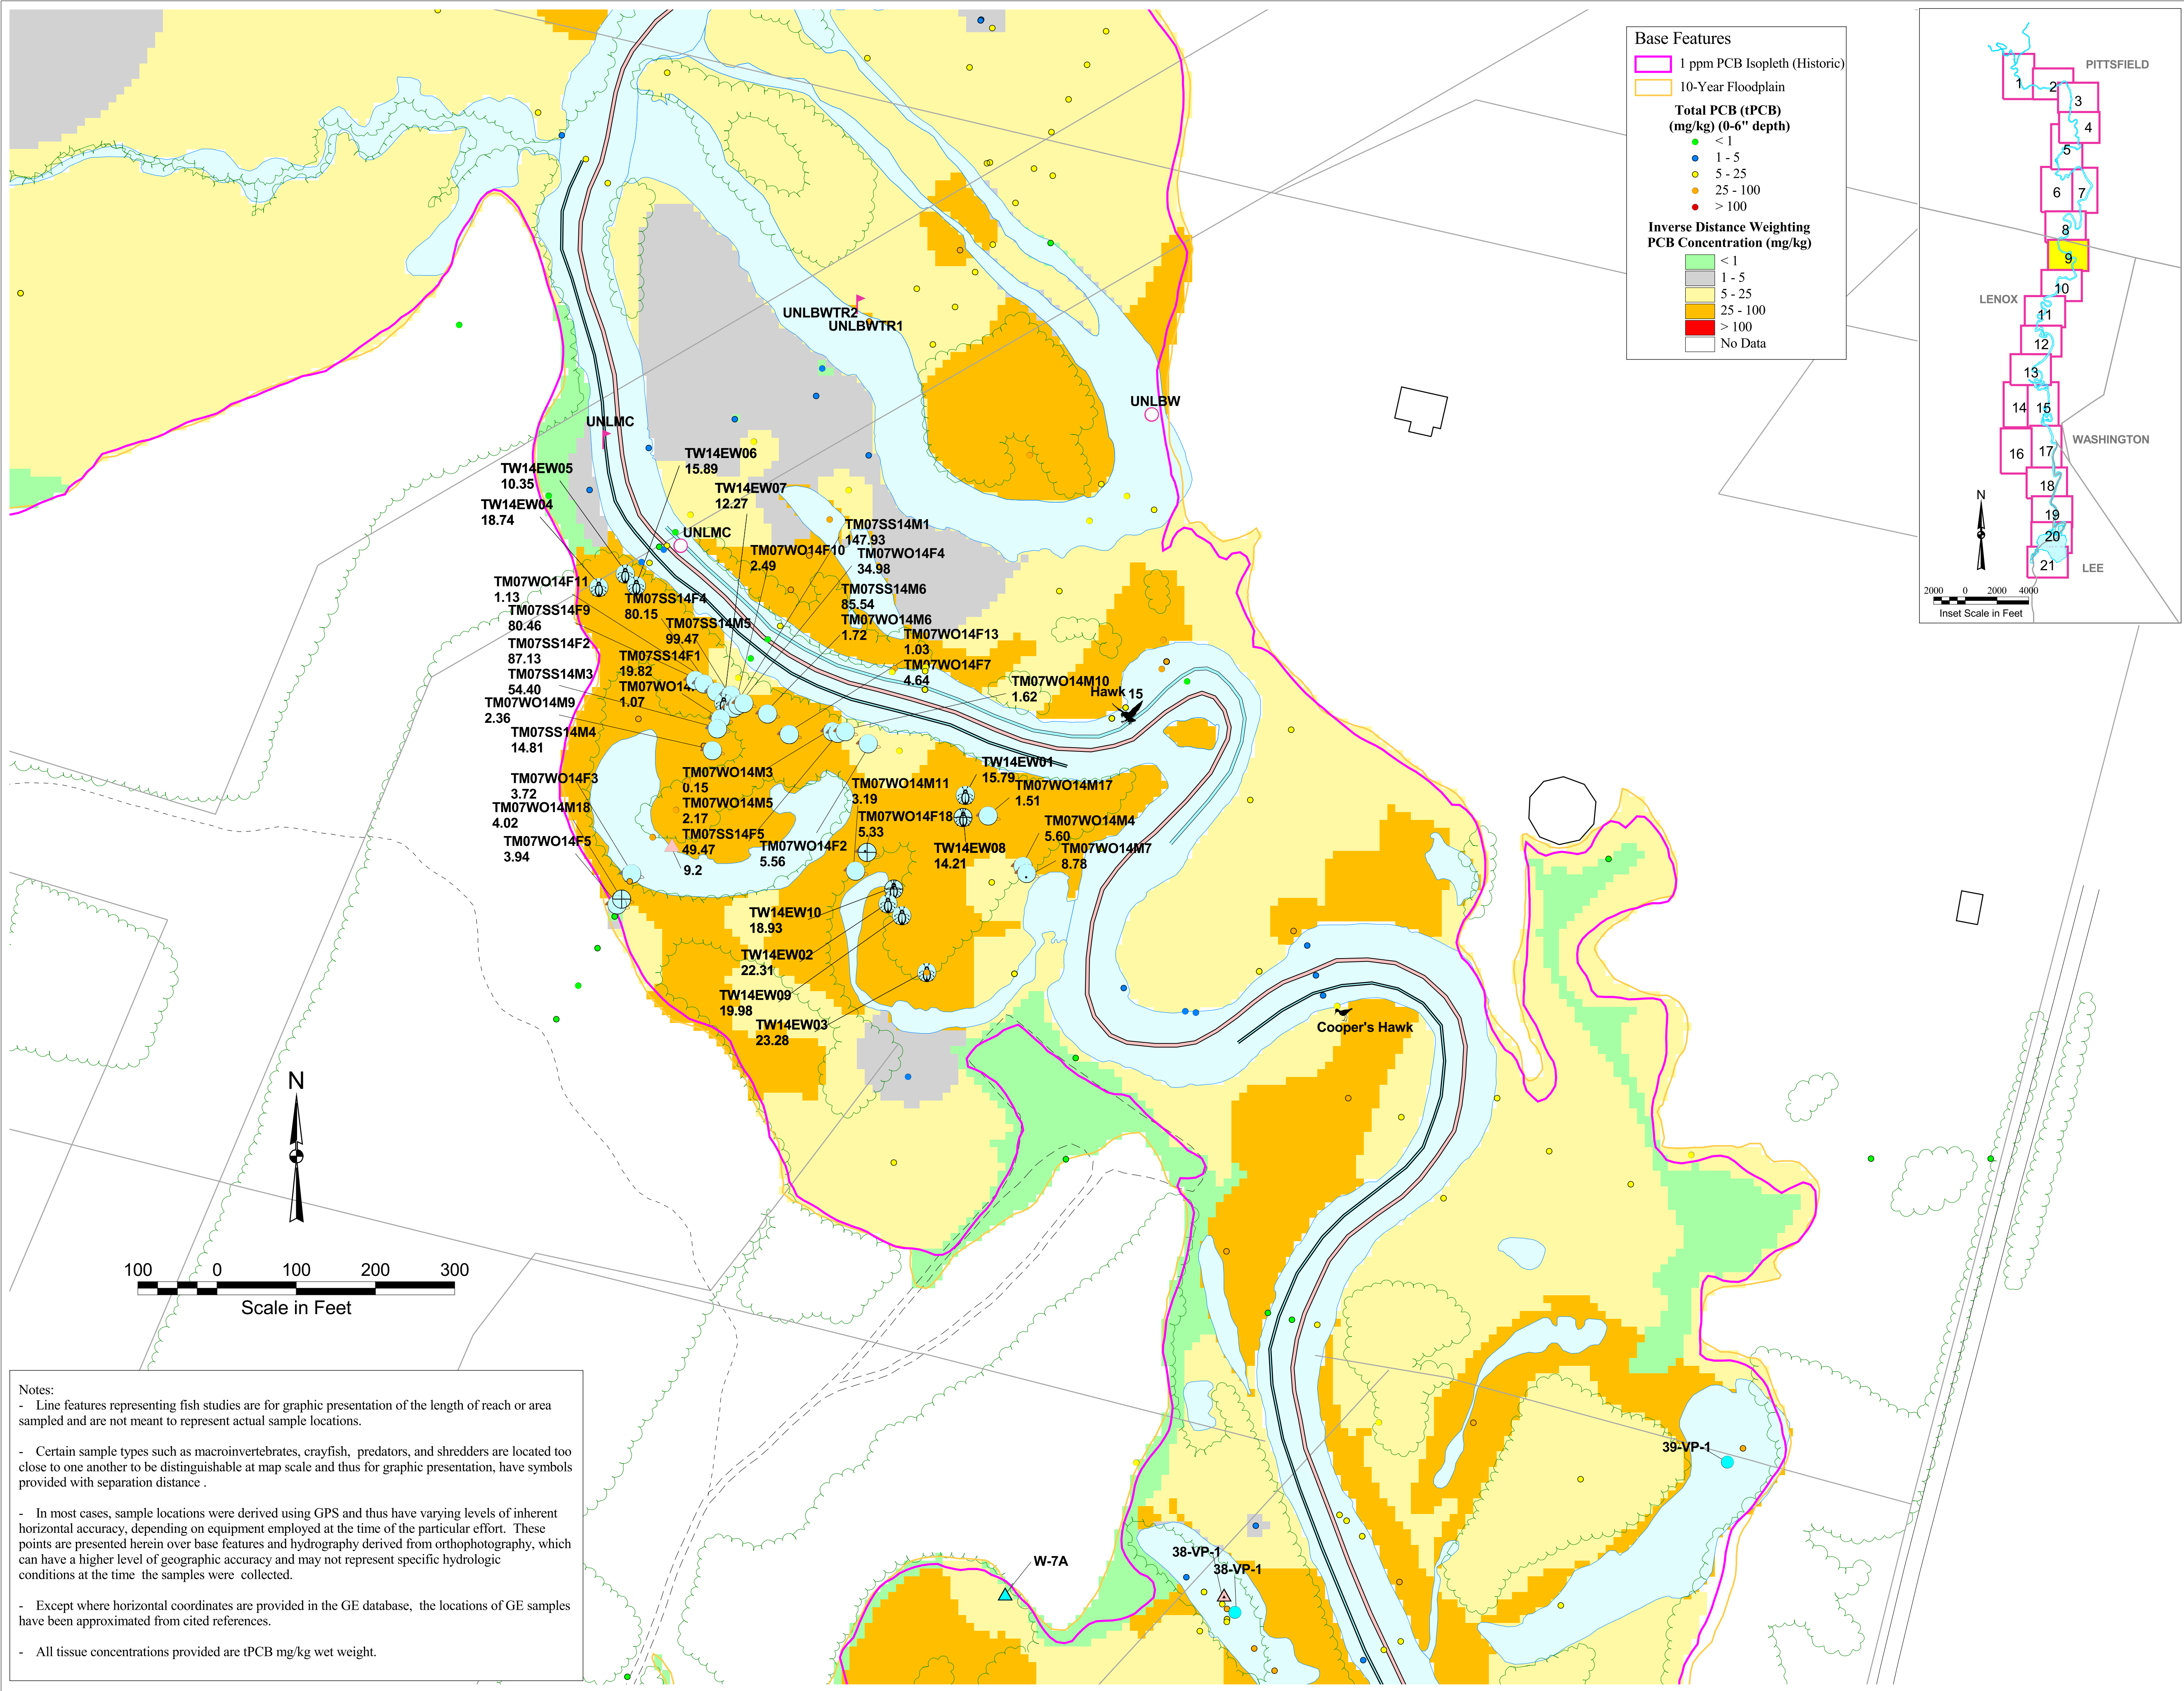 Base Features
1 ppm PCB Isopleth (Historic)
10-Year Floodplain
Total PCB (tPCB)
(mg/kg) (0-6" depth)
< 1
1 - 5
5 - 25
25 - 100
> 100
Inverse Distance Weighting
PCB Concentration (mg/kg)
< 1
1 - 5
5 - 25
25 - 100
> 100
No Data
PITTSFIELD
1
2
3
4
5
6
7
8
9
10
LENOX
11
12
13
14
15
WASHINGTON
16
17
18
N
19
20
21
LEE
2000 0 2000 4000
Inset Scale in Feet
UNLBWTR2
UNLBWTR1
UNLBW
UNLMC
TW14EW06
15.89
TW14EW05
10.35
TW14EW07
12.27
TW14EW04
18.74
UNLMC
TM07SS14M1
147.93
TM07WO14F10
2.49
TM07WO14F4
34.98
TM07WO14F11
1.13
TM07SS14F4
80.15
TM07SS14M6
85.54
TM07SS14F9
80.46
TM07SS14M5
99.47
TM07WO14M6
1.72
TM07WO14F13
1.03
TM07SS14F2
87.13
TM07SS14F1
19.82
TM07WO14F7
4.64
TM07SS14M3
54.40
TM07WO14.
1.07
TM07WO14M10
1.62
Hawk 15
TM07WO14M9
2.36
TM07SS14M4
14.81
TM07WO14F3
3.72
TM07WO14M3
0.15
TM07WO14M11
3.19
TW14EW01
15.79
TM07WO14M17
1.51
TM07WO14M18
4.02
TM07WO14M5
2.17
TM07WO14F18
5.33
TM07WO14M4
5.60
TM07WO14F5
3.94
TM07SS14F5
49.47
TM07WO14F2
5.56
TW14EW08
14.21
TM07WO14M7
8.78
9.2
TW14EW10
18.93
TW14EW02
22.31
TW14EW09
19.98
TW14EW03
23.28
Cooper's Hawk
N
100 0 100 200 300
Scale in Feet
39-VP-1
38-VP-1
38-VP-1
W-7A
Notes:
- Line features representing fish studies are for graphic presentation of the length of reach or area
sampled and are not meant to represent actual sample locations.
- Certain sample types such as macroinvertebrates, crayfish, predators, and shredders are located too
close to one another to be distinguishable at map scale and thus for graphic presentation, have symbols
provided with separation distance .
- In most cases, sample locations were derived using GPS and thus have varying levels of inherent
horizontal accuracy, depending on equipment employed at the time of the particular effort. These
points are presented herein over base features and hydrography derived from orthophotography, which
can have a higher level of geographic accuracy and may not represent specific hydrologic
conditions at the time the samples were collected.
- Except where horizontal coordinates are provided in the GE database, the locations of GE samples
have been approximated from cited references.
- All tissue concentrations provided are tPCB mg/kg wet weight.